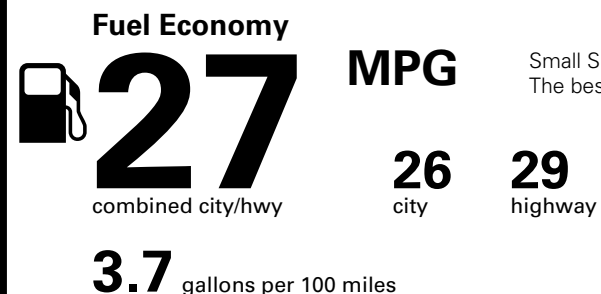 Fuel Economy
27 MPG
Small S
The bes
combined city/hwy
26 city
29 highway
3.7 gallons per 100 miles